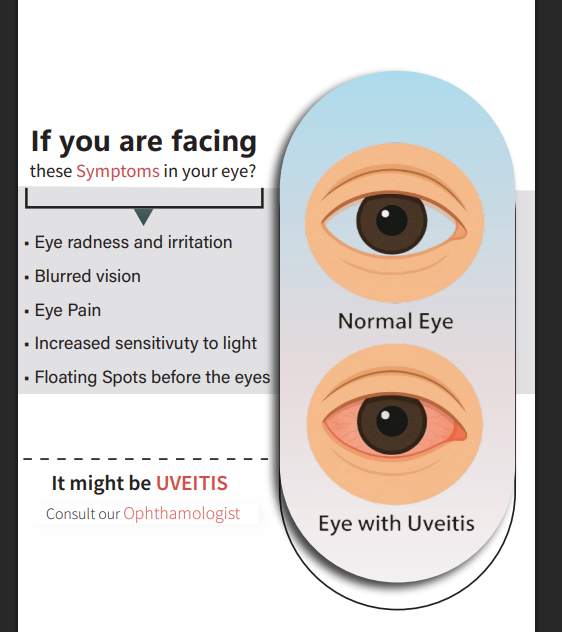 If you are facing
these Symptoms in your eye?
▪ Eye radness and irritation
▪ Blurred vision
▪ Eye Pain
▪ Increased sensitivuty to light
▪ Floating Spots before the eyes
It might be UVEITIS
Consult our Ophthamologist
Normal Eye
Eye with Uveitis